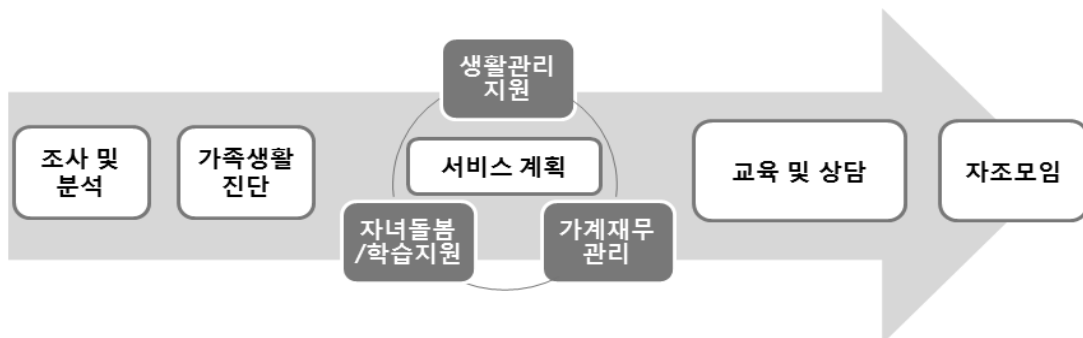 조사 및
분석
가족생활
진단
생활관리
지원
서비스 계획
자녀돌봄
/학습지원
가계재무
관리
교육 및 상담
자조모임